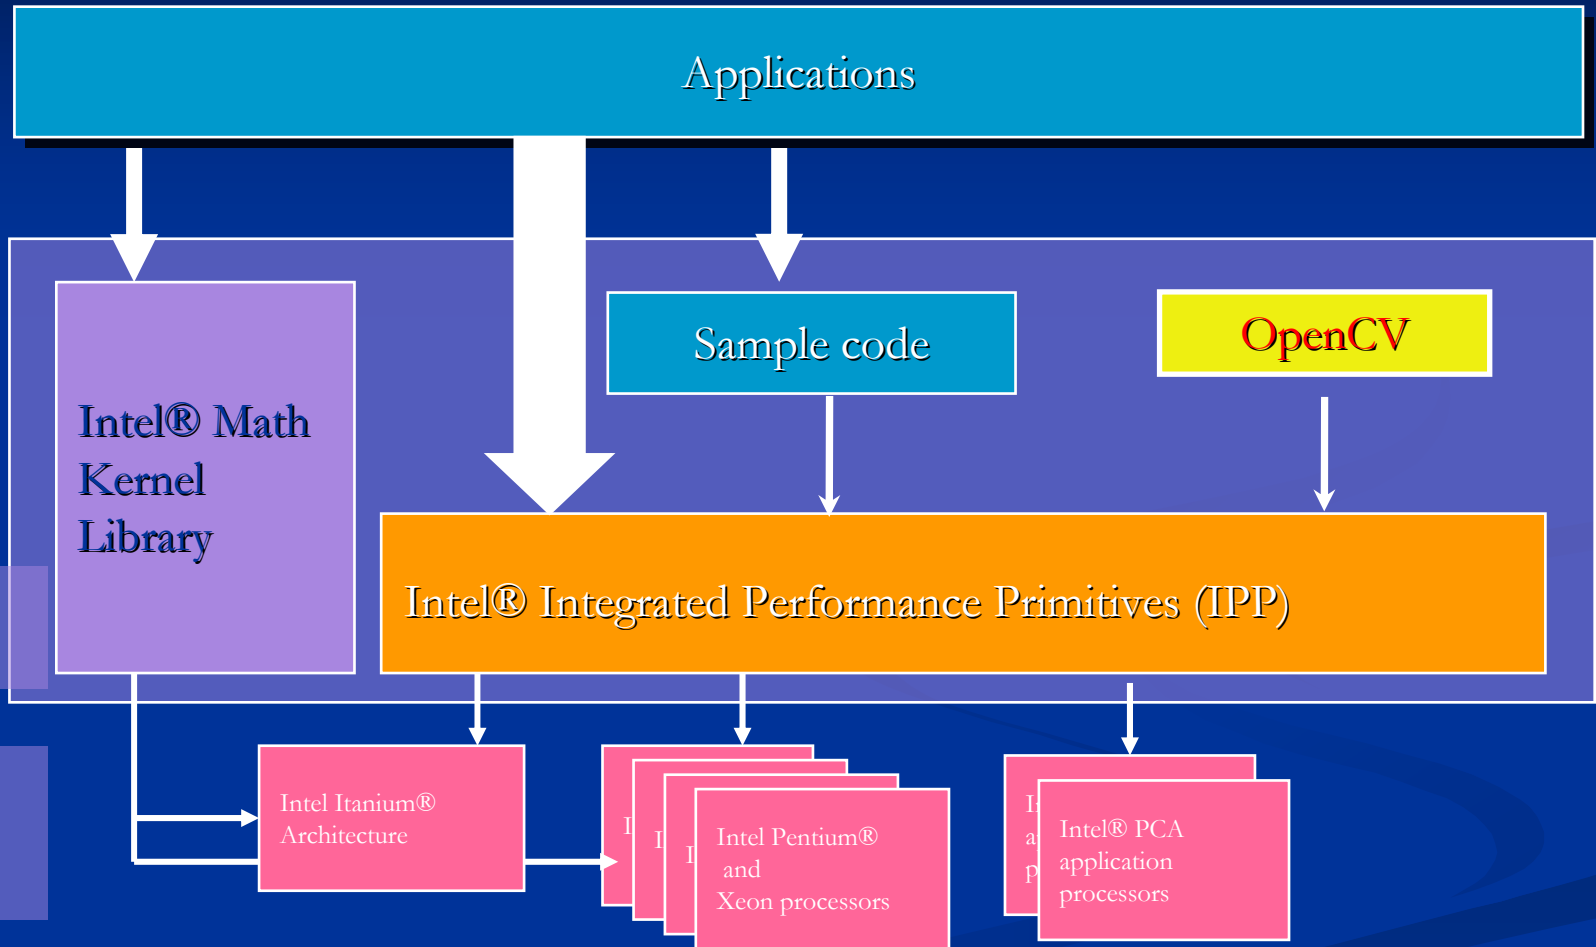 Applications
Sample code
OpenCV
Intel® Math
Kernel
Library
Intel® Integrated Performance Primitives (IPP)
Intel Itanium®
Architecture
Intel Pentium®
and
Xeon processors
Intel® PCA
application
processors